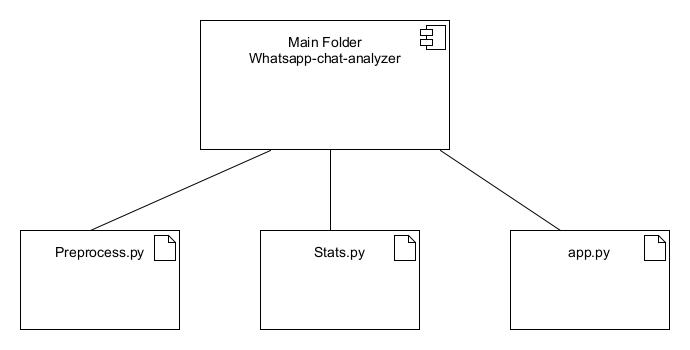 Main Folder
Whatsapp-chat-analyzer
Preprocess.py
Stats.py
app.py